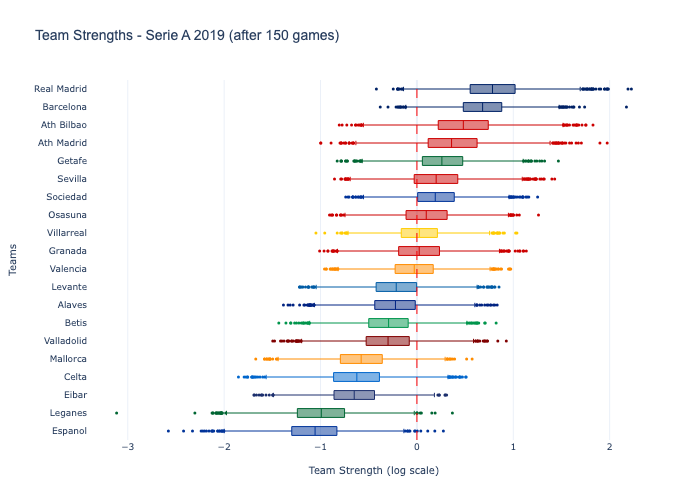 Team Strengths - Serie A 2019 (after 150 games)
Real Madrid
Barcelona
Ath Bilbao
Ath Madrid
Getafe
Sevilla
Sociedad
Osasuna
Villarreal
Granada
Valencia
Levante
Alaves
Betis
Valladolid
Mallorca
Celta
Eibar
Leganes
Espanol
Teams
−3 −2 −1 0 1 2
Team Strength (log scale)